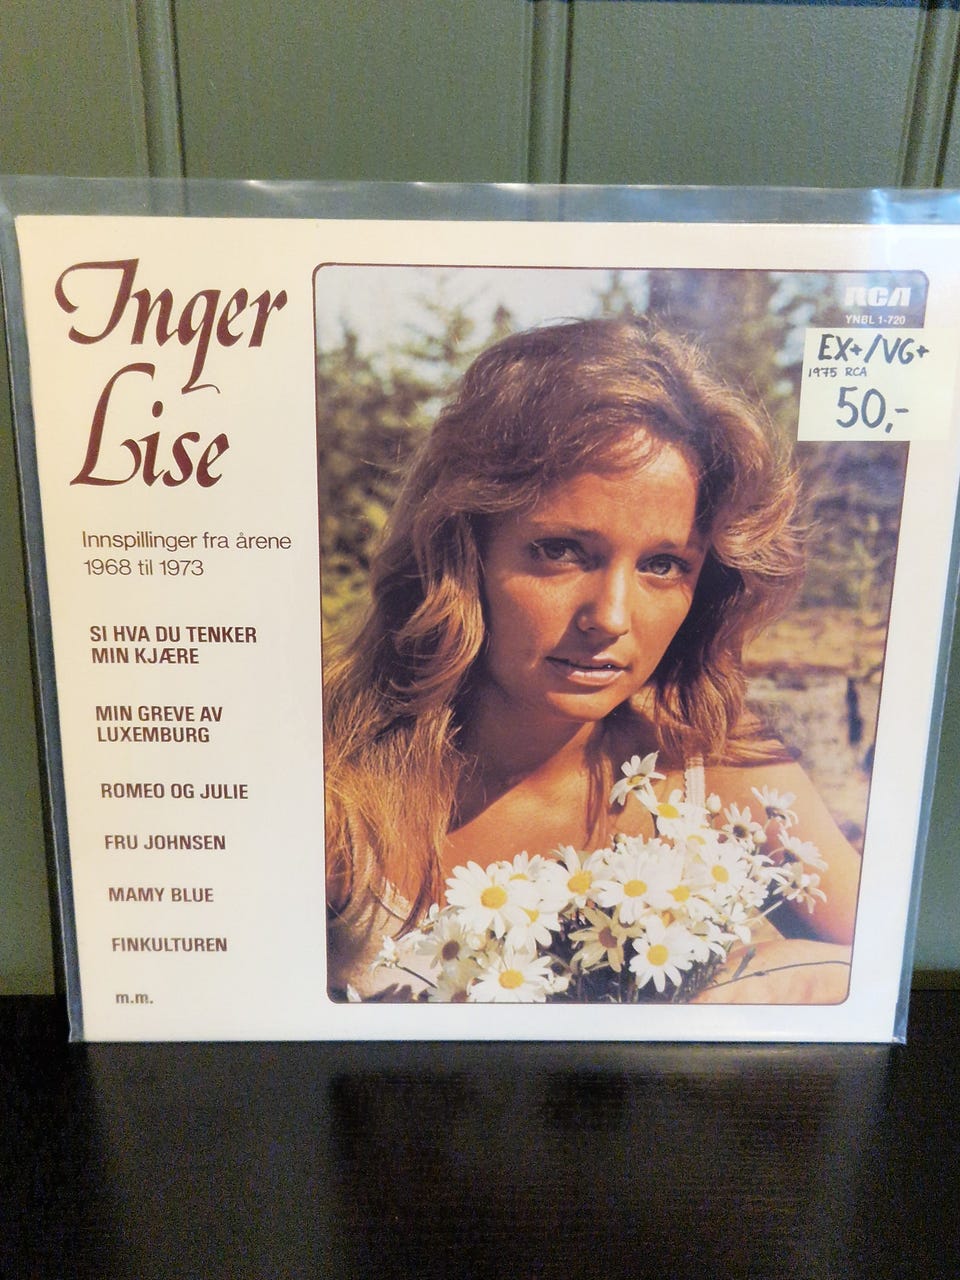 Inger
Lise
Innspillinger fra årene
1968 til 1973
SI HVA DU TENKER
MIN KJÆRE
MIN GREVE AV
LUXEMBURG
ROMEO OG JULIE
FRU JOHNSEN
MAMY BLUE
FINKULTUREN
m.m.
RCA
YNBL 1-720
EX+/VG+
1975 RCA
50,-